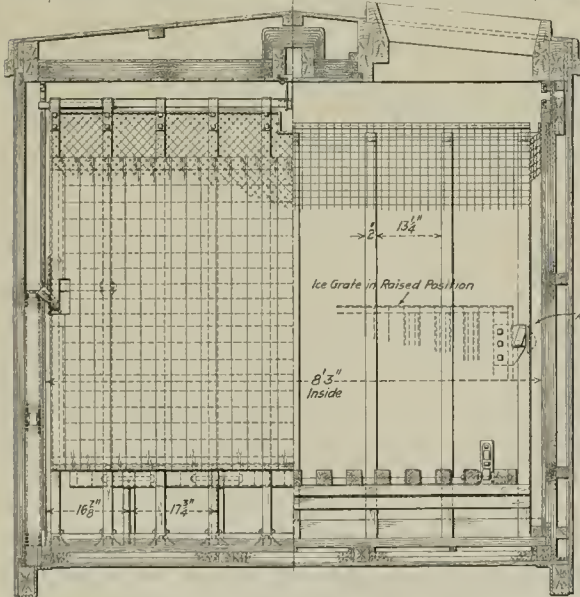 2"
13¼"
Ice Grate in Raised Position
8'3"
Inside
16⅞"
17¾"